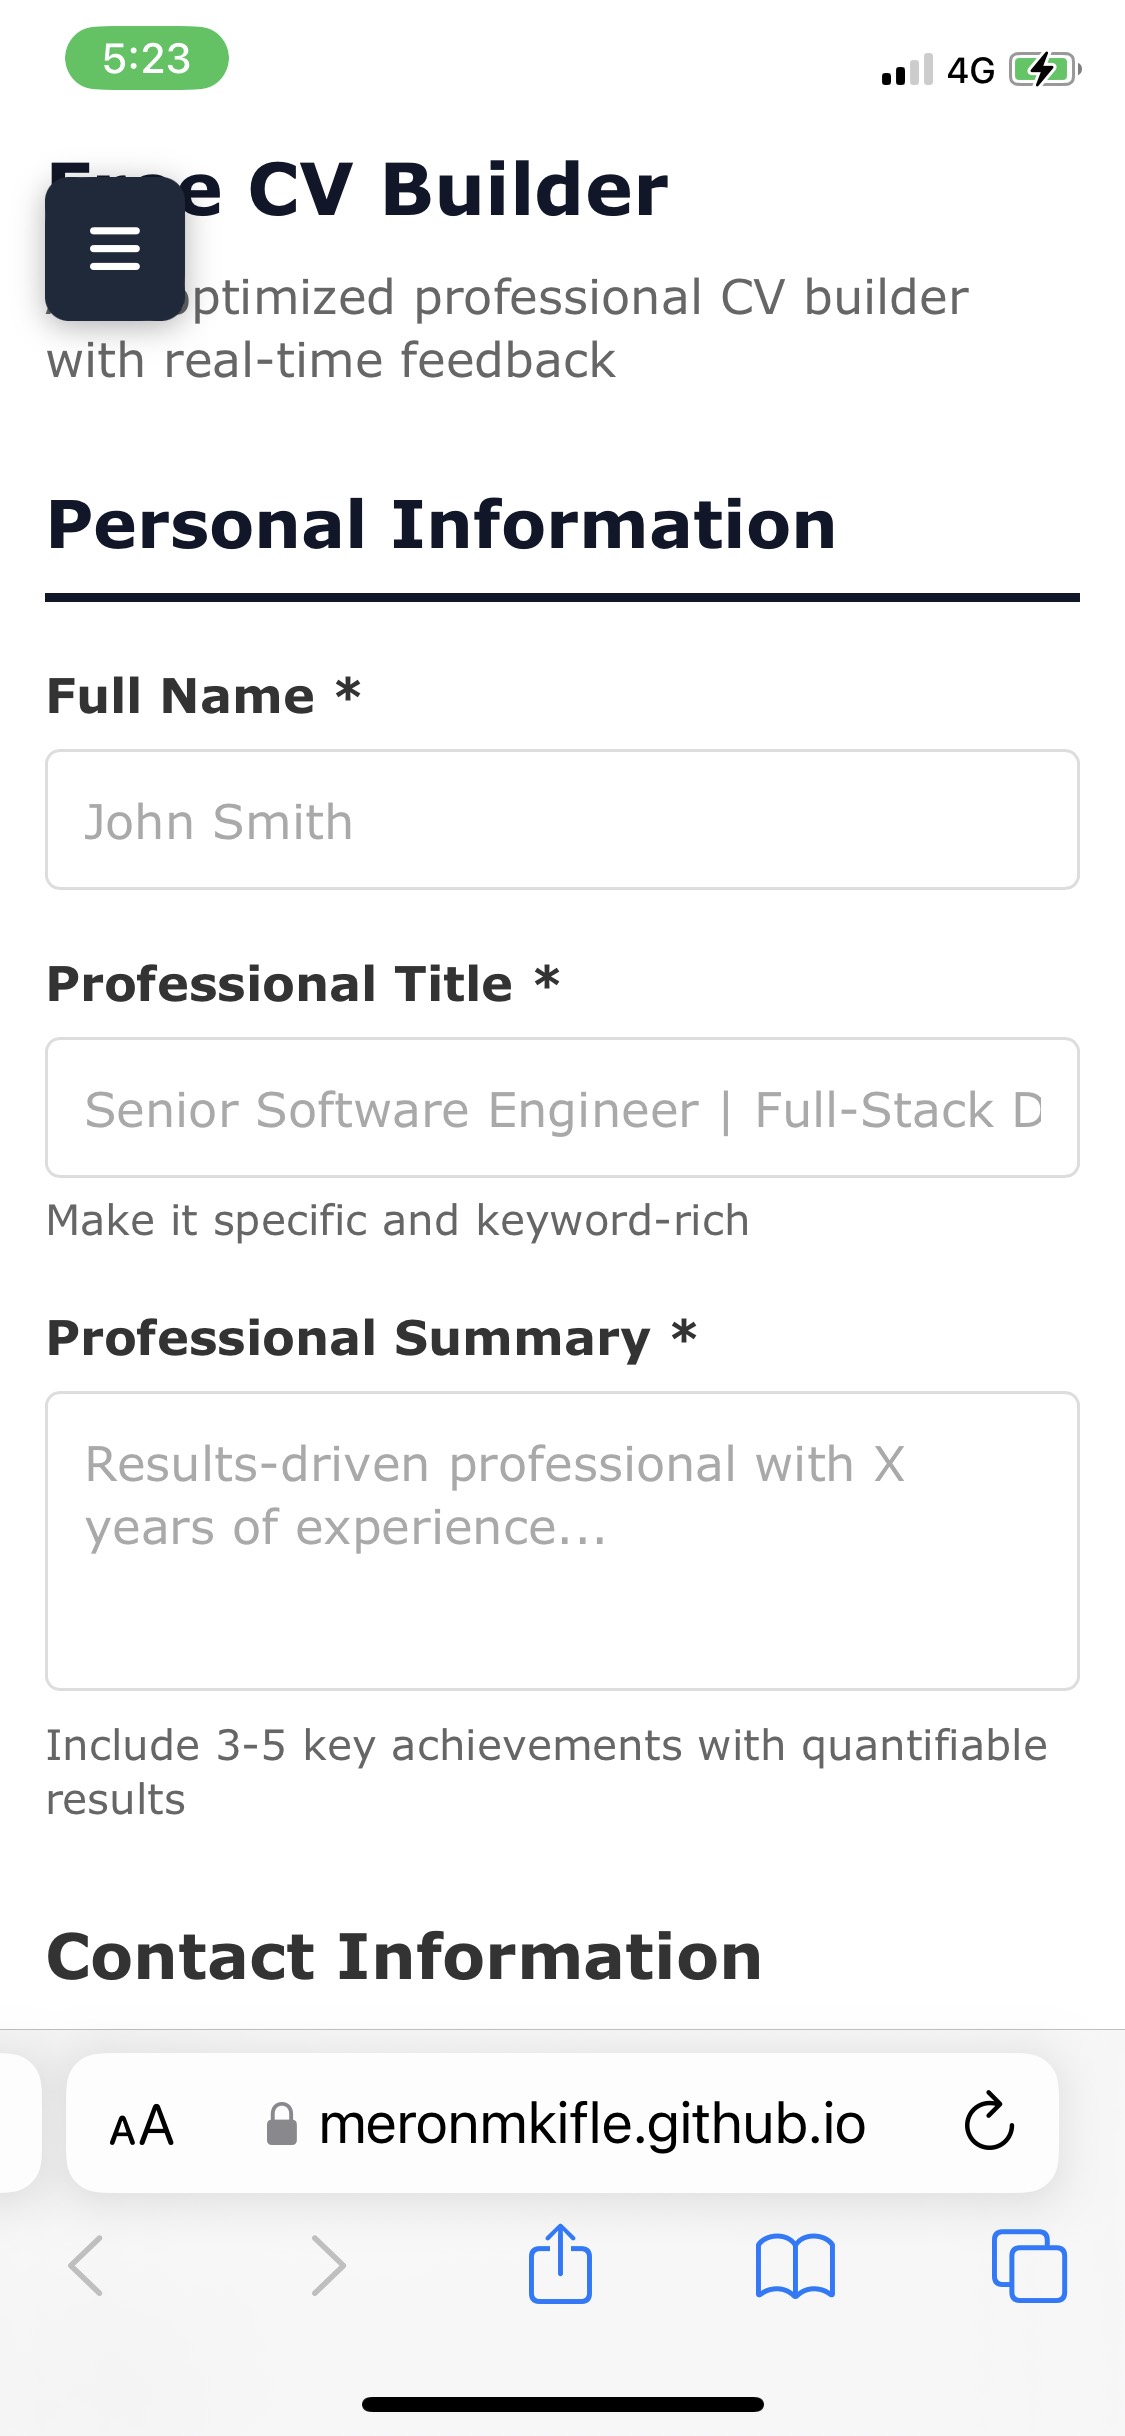 5:23
4G
Free CV Builder
optimized professional CV builder
with real-time feedback
Personal Information
Full Name *
John Smith
Professional Title *
Senior Software Engineer | Full-Stack D
Make it specific and keyword-rich
Professional Summary *
Results-driven professional with X
years of experience...
Include 3-5 key achievements with quantifiable
results
Contact Information
AA
meronmkifle.github.io